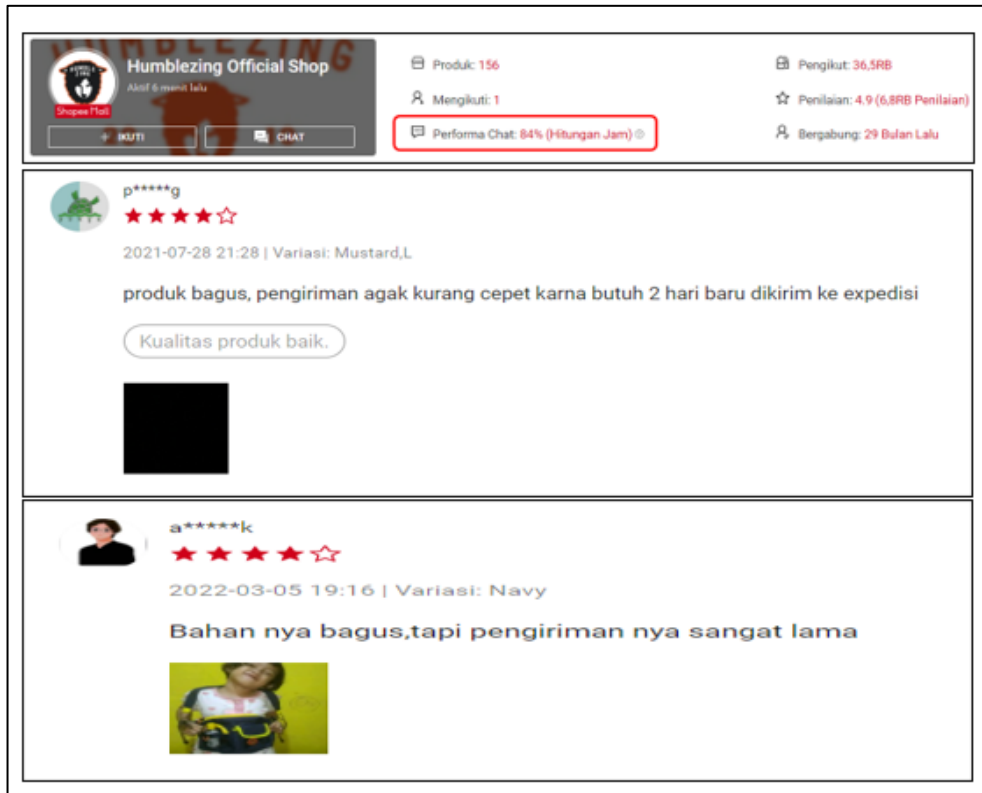 HUMBLEZING
Humblezing Official Shop
Aktif 6 menit lalu
Shopee Mall
+ IKUTI
CHAT
Produk: 156
Mengikuti: 1
Performa Chat: 84% (Hitungan Jam)
Pengikut: 36,5RB
Penilaian: 4.9 (6,8RB Penilaian)
Bergabung: 29 Bulan Lalu
p*****g
2021-07-28 21:28 | Variasi: Mustard,L
produk bagus, pengiriman agak kurang cepet karna butuh 2 hari baru dikirim ke expedisi
Kualitas produk baik.
a*****k
2022-03-05 19:16 | Variasi: Navy
Bahan nya bagus,tapi pengiriman nya sangat lama